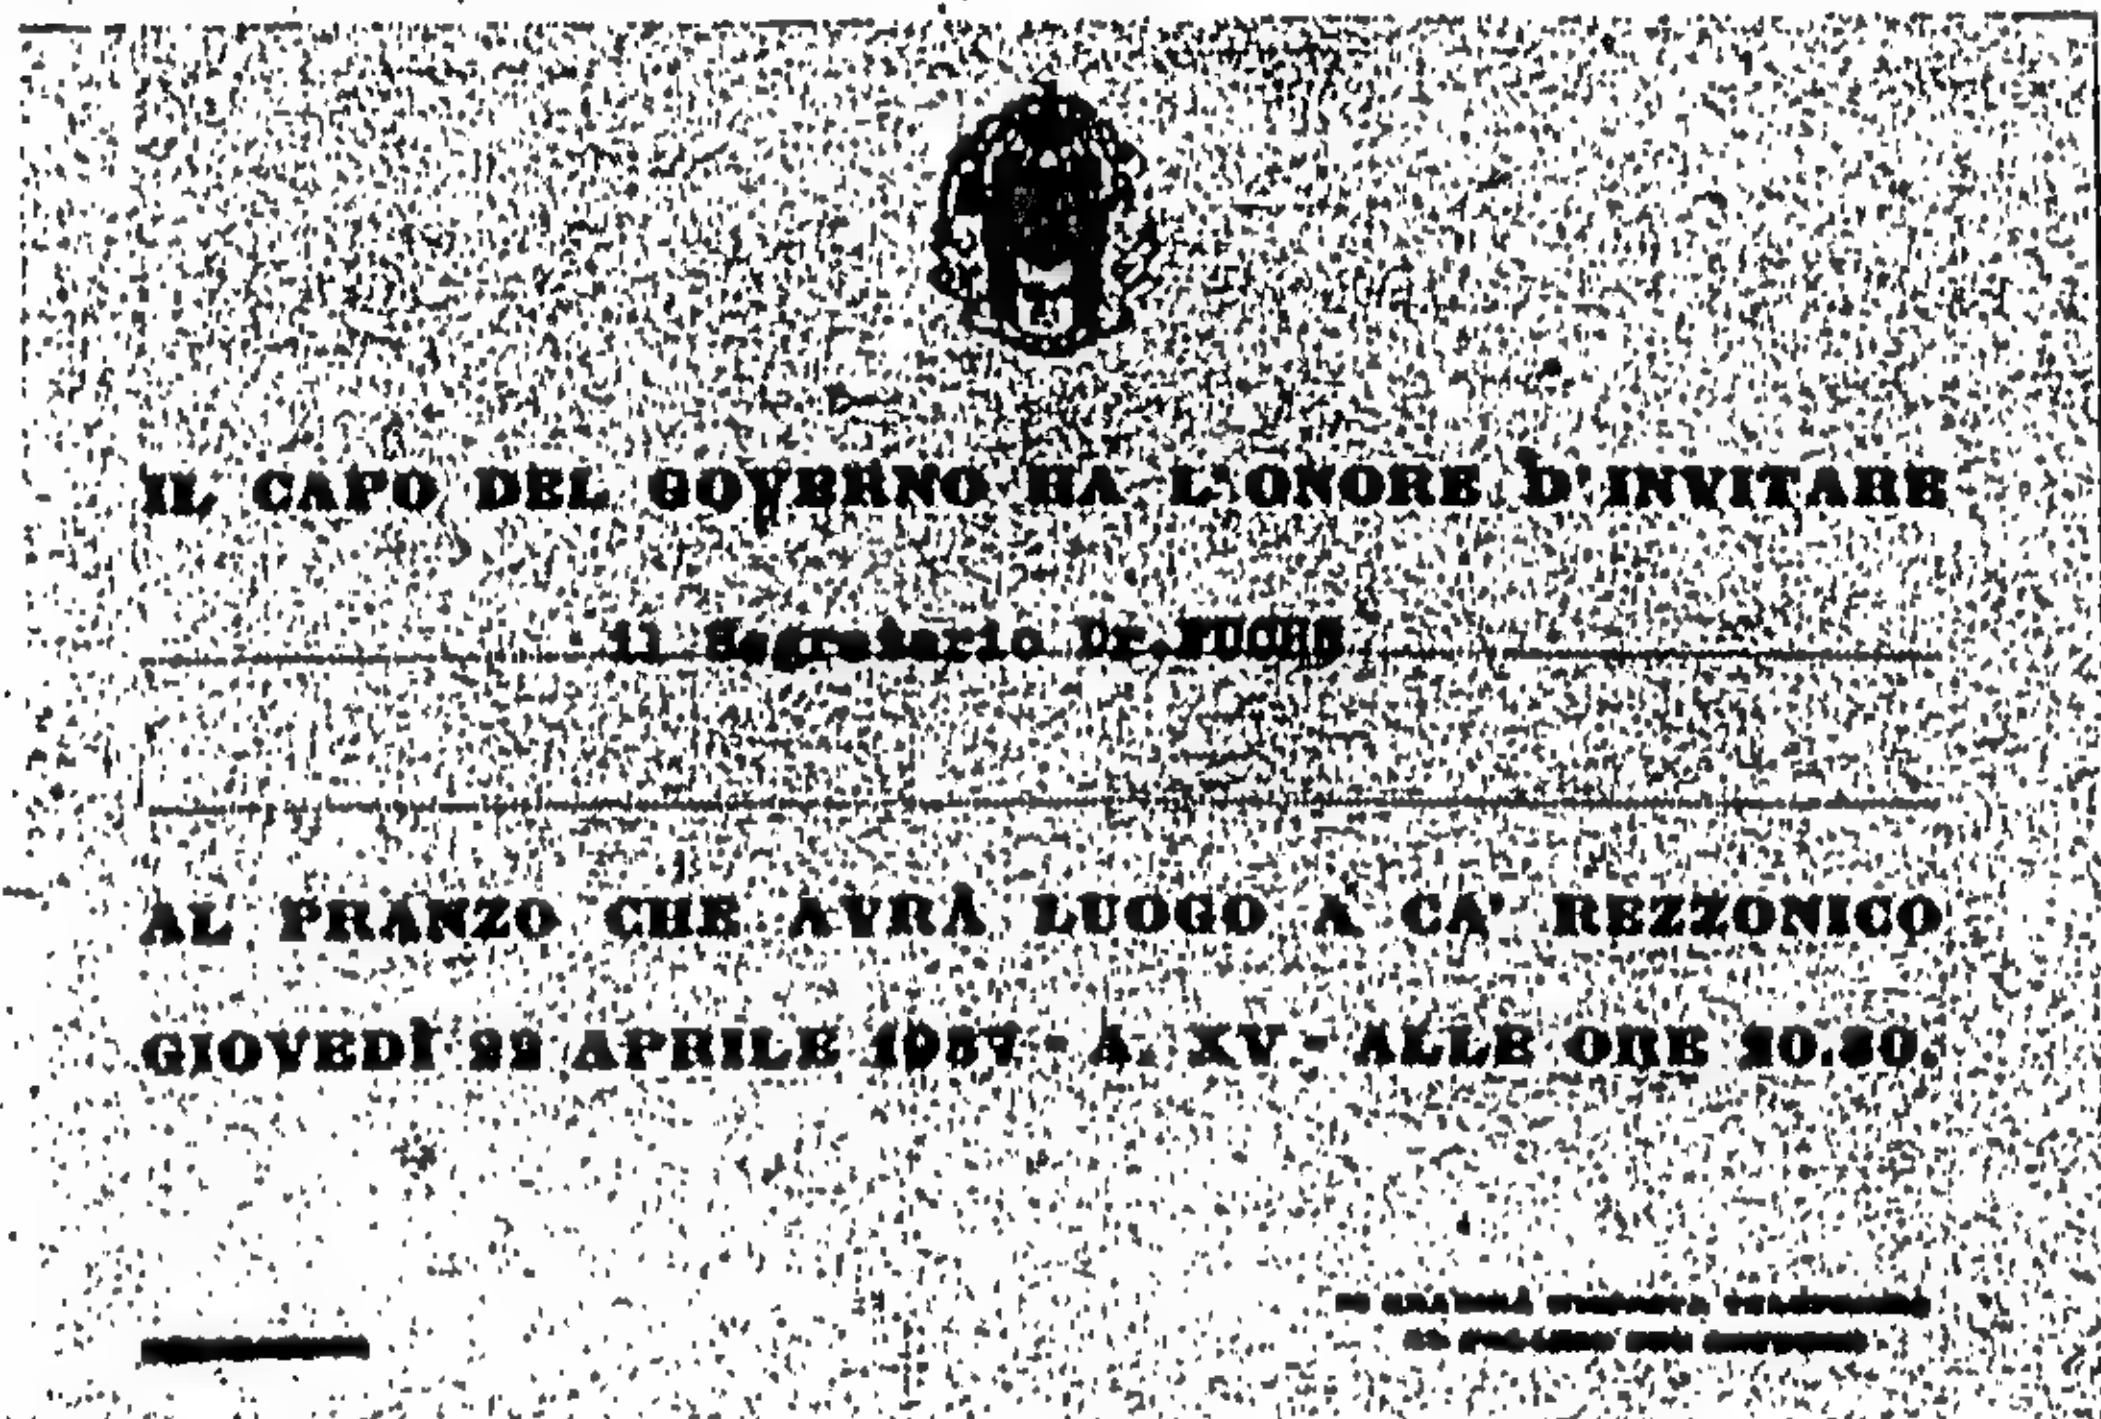 IL CAPO DEL GOVERNO HA L'ONORE D'INVITARE
il Segretario Dr. FUCHS
AL PRANZO CHE AVRÀ LUOGO A CA' REZZONICO
GIOVEDÌ 22 APRILE 1937 - A. XV - ALLE ORE 20.30.